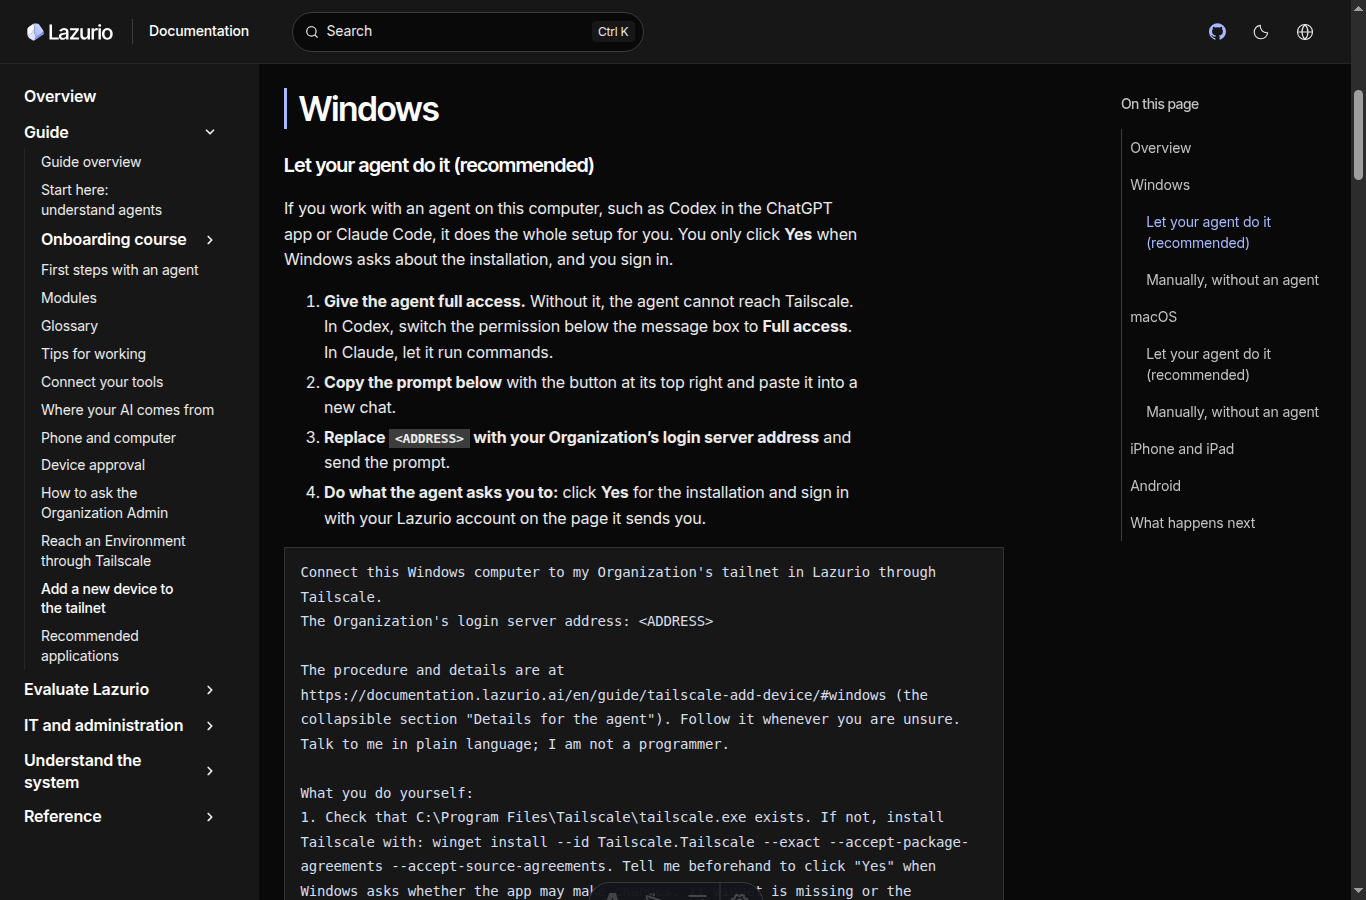 Lazurio
Documentation
Search
Ctrl K
Overview
Guide
Guide overview
Start here:
understand agents
Onboarding course
First steps with an agent
Modules
Glossary
Tips for working
Connect your tools
Where your AI comes from
Phone and computer
Device approval
How to ask the
Organization Admin
Reach an Environment
through Tailscale
Add a new device to
the tailnet
Recommended
applications
Evaluate Lazurio
IT and administration
Understand the
system
Reference
Windows
Let your agent do it (recommended)
If you work with an agent on this computer, such as Codex in the ChatGPT
app or Claude Code, it does the whole setup for you. You only click Yes when
Windows asks about the installation, and you sign in.
1. Give the agent full access. Without it, the agent cannot reach Tailscale.
In Codex, switch the permission below the message box to Full access.
In Claude, let it run commands.
2. Copy the prompt below with the button at its top right and paste it into a
new chat.
3. Replace <ADDRESS> with your Organization’s login server address and
send the prompt.
4. Do what the agent asks you to: click Yes for the installation and sign in
with your Lazurio account on the page it sends you.
Connect this Windows computer to my Organization's tailnet in Lazurio through
Tailscale.
The Organization's login server address: <ADDRESS>
The procedure and details are at
https://documentation.lazurio.ai/en/guide/tailscale-add-device/#windows (the
collapsible section "Details for the agent"). Follow it whenever you are unsure.
Talk to me in plain language; I am not a programmer.
What you do yourself:
1. Check that C:\Program Files\Tailscale\tailscale.exe exists. If not, install
Tailscale with: winget install --id Tailscale.Tailscale --exact --accept-package-
agreements --accept-source-agreements. Tell me beforehand to click "Yes" when
Windows asks whether the app may is missing or the
On this page
Overview
Windows
Let your agent do it
(recommended)
Manually, without an agent
macOS
Let your agent do it
(recommended)
Manually, without an agent
iPhone and iPad
Android
What happens next